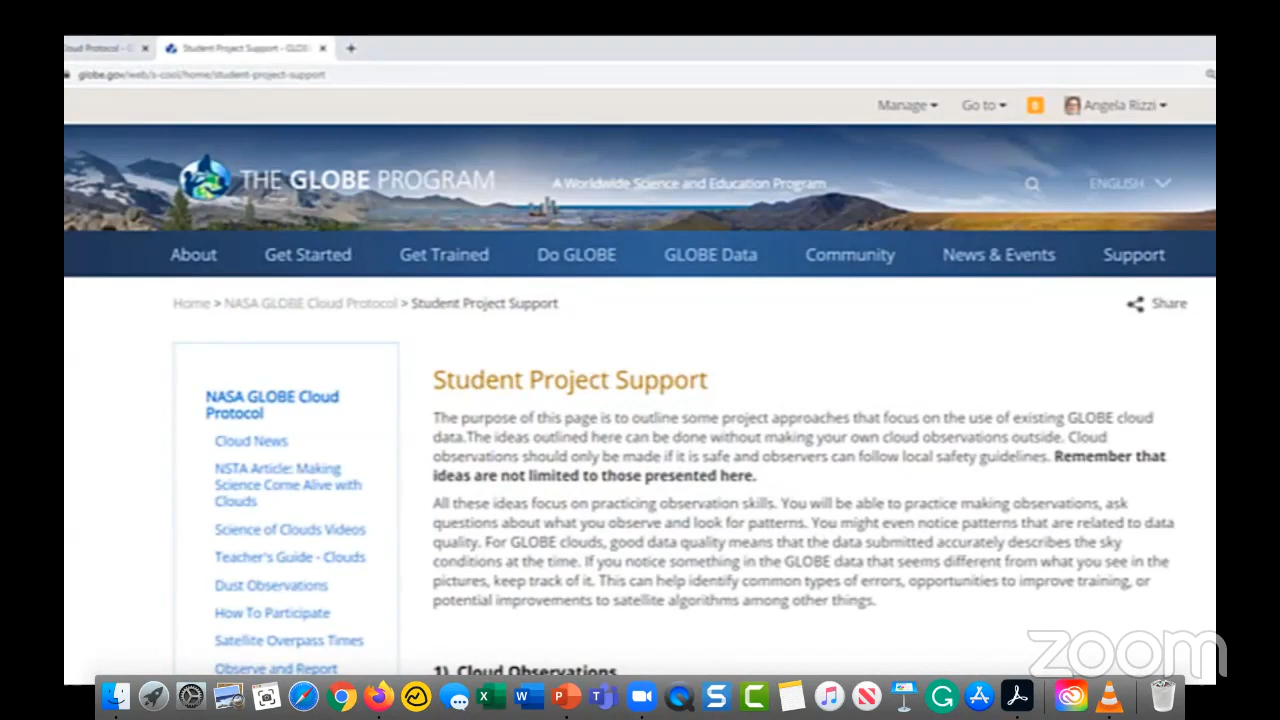 Cloud Protocol - G
Student Project Support - GLOBE
globe.gov/web/s-cool/home/student-project-support
Manage Go to 0 Angela Rizzi
THE GLOBE PROGRAM A Worldwide Science and Education Program ENGLISH
About Get Started Get Trained Do GLOBE GLOBE Data Community News & Events Support
Home > NASA GLOBE Cloud Protocol > Student Project Support Share
NASA GLOBE Cloud
Protocol
Cloud News
NSTA Article: Making
Science Come Alive with
Clouds
Science of Clouds Videos
Teacher's Guide - Clouds
Dust Observations
How To Participate
Satellite Overpass Times
Observe and Report
Student Project Support
The purpose of this page is to outline some project approaches that focus on the use of existing GLOBE cloud
data.The ideas outlined here can be done without making your own cloud observations outside. Cloud
observations should only be made if it is safe and observers can follow local safety guidelines. Remember that
ideas are not limited to those presented here.
All these ideas focus on practicing observation skills. You will be able to practice making observations, ask
questions about what you observe and look for patterns. You might even notice patterns that are related to data
quality. For GLOBE clouds, good data quality means that the data submitted accurately describes the sky
conditions at the time. If you notice something in the GLOBE data that seems different from what you see in the
pictures, keep track of it. This can help identify common types of errors, opportunities to improve training, or
potential improvements to satellite algorithms among other things.
1) Cloud Observations
zoom